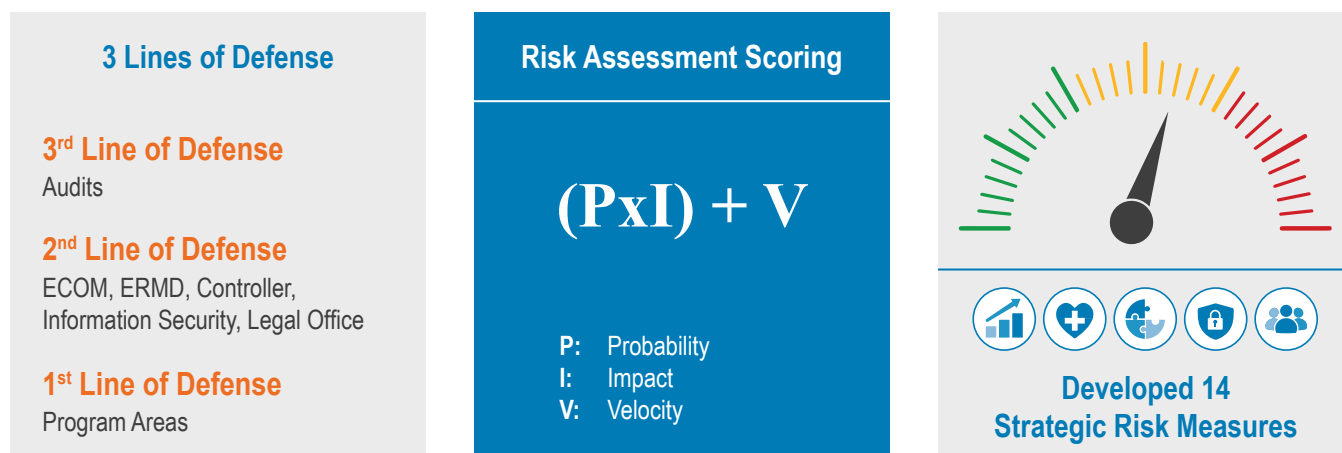 3 Lines of Defense
3rd Line of Defense
Audits
2nd Line of Defense
ECOM, ERMD, Controller,
Information Security, Legal Office
1st Line of Defense
Program Areas
Risk Assessment Scoring
(PxI) + V
P: Probability
I: Impact
V: Velocity
Developed 14
Strategic Risk Measures